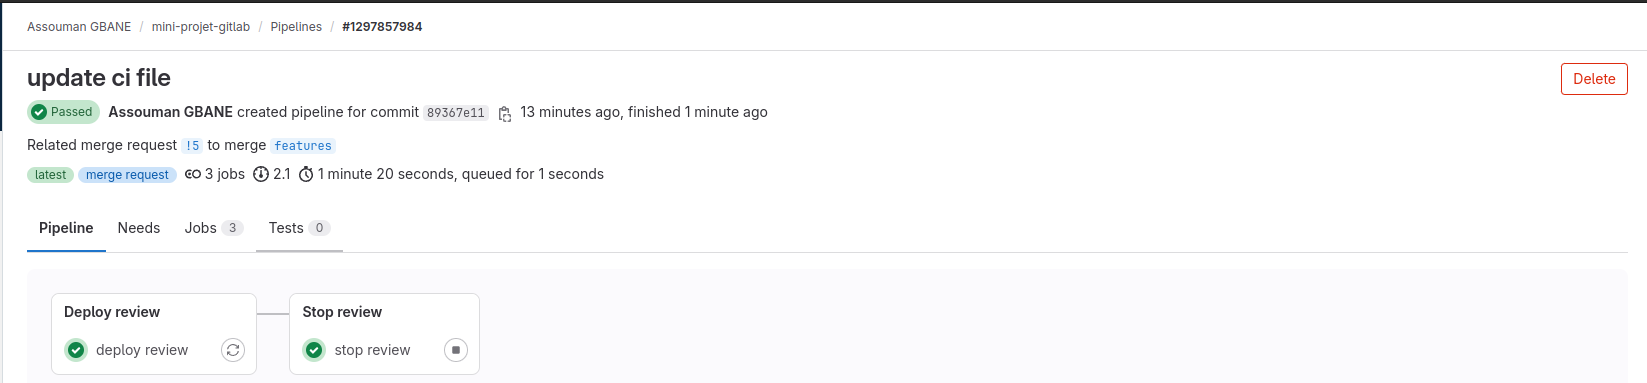 Assouman GBANE / mini-projet-gitlab / Pipelines / #1297857984
update ci file
Delete
Passed Assouman GBANE created pipeline for commit 89367e11 13 minutes ago, finished 1 minute ago
Related merge request !5 to merge features
latest merge request 3 jobs 2.1 1 minute 20 seconds, queued for 1 seconds
Pipeline Needs Jobs 3 Tests 0
Deploy review Stop review
deploy review stop review